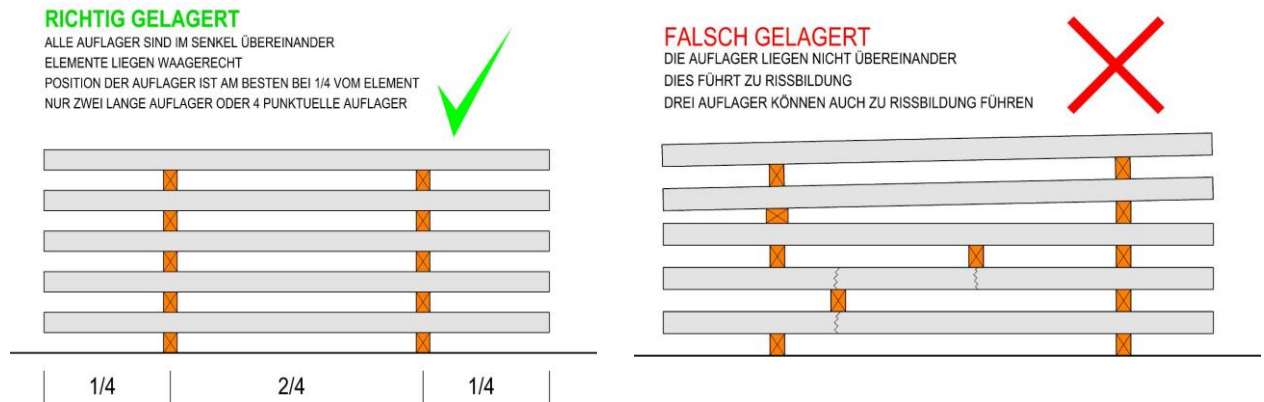 RICHTIG GELAGERT
ALLE AUFLAGER SIND IM SENKEL ÜBEREINANDER
ELEMENTE LIEGEN WAAGERECHT
POSITION DER AUFLAGER IST AM BESTEN BEI 1/4 VOM ELEMENT
NUR ZWEI LANGE AUFLAGER ODER 4 PUNKTUELLE AUFLAGER
1/4
2/4
1/4
FALSCH GELAGERT
DIE AUFLAGER LIEGEN NICHT ÜBEREINANDER
DIES FÜHRT ZU RISSBILDUNG
DREI AUFLAGER KÖNNEN AUCH ZU RISSBILDUNG FÜHREN